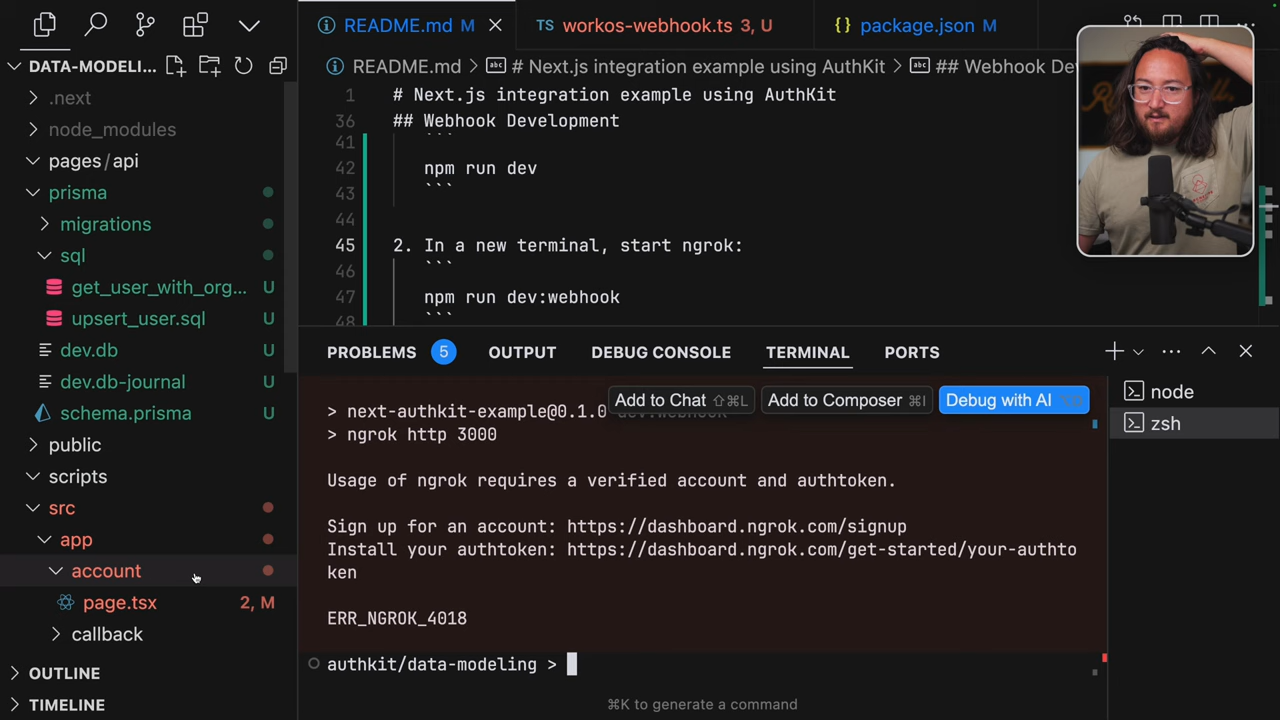 README.md M
TS workos-webhook.ts 3, U
{} package.json M
DATA-MODELI...
README.md > # Next.js integration example using AuthKit > ## Webhook De
.next
node_modules
pages/api
prisma
migrations
sql
get_user_with_org... U
upsert_user.sql U
dev.db U
dev.db-journal U
schema.prisma U
public
scripts
src
app
account
page.tsx 2, M
callback
OUTLINE
TIMELINE
1 # Next.js integration example using AuthKit
36 ## Webhook Development
41 ```
42 npm run dev
43 ```
44
45 2. In a new terminal, start ngrok:
46 ```
47 npm run dev:webhook
48 ```
PROBLEMS 5 OUTPUT DEBUG CONSOLE TERMINAL PORTS
Add to Chat ⇧⌘L Add to Composer ⌘I Debug with AI
> next-authkit-example@0.1.0 dev:webhook
> ngrok http 3000
Usage of ngrok requires a verified account and authtoken.
Sign up for an account: https://dashboard.ngrok.com/signup
Install your authtoken: https://dashboard.ngrok.com/get-started/your-authto
ken
ERR_NGROK_4018
authkit/data-modeling >
⌘K to generate a command
node
zsh